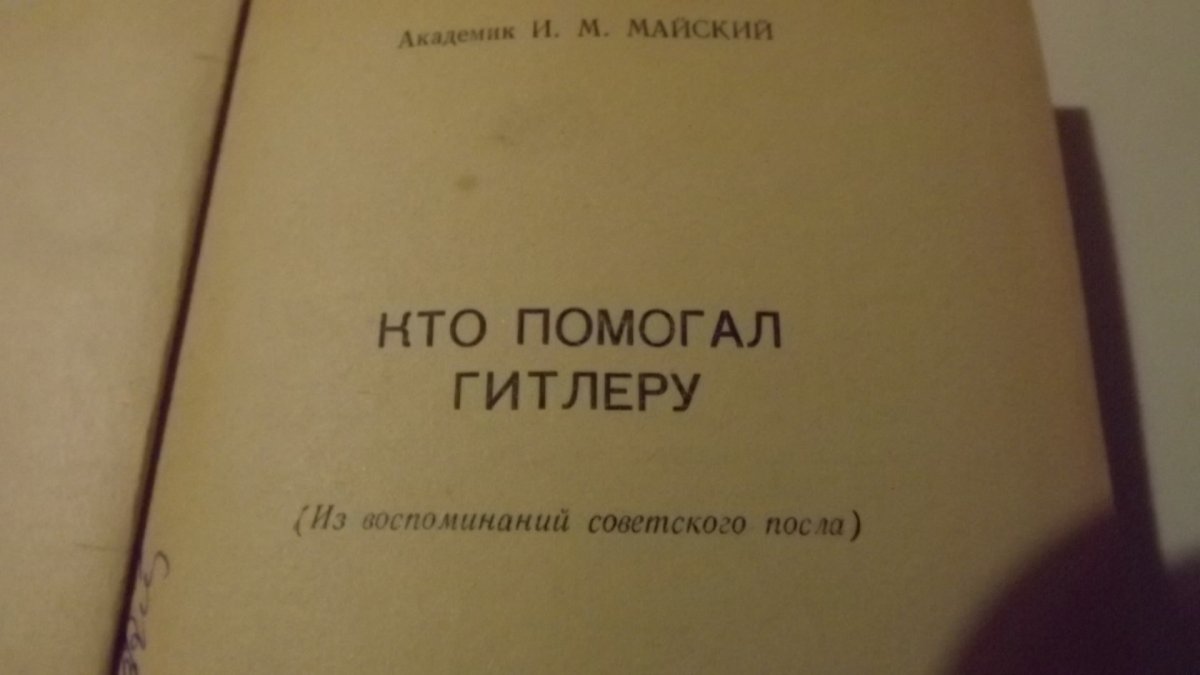 Академик И. М. МАЙСКИЙ
КТО ПОМОГАЛ
ГИТЛЕРУ
(Из воспоминаний советского посла)